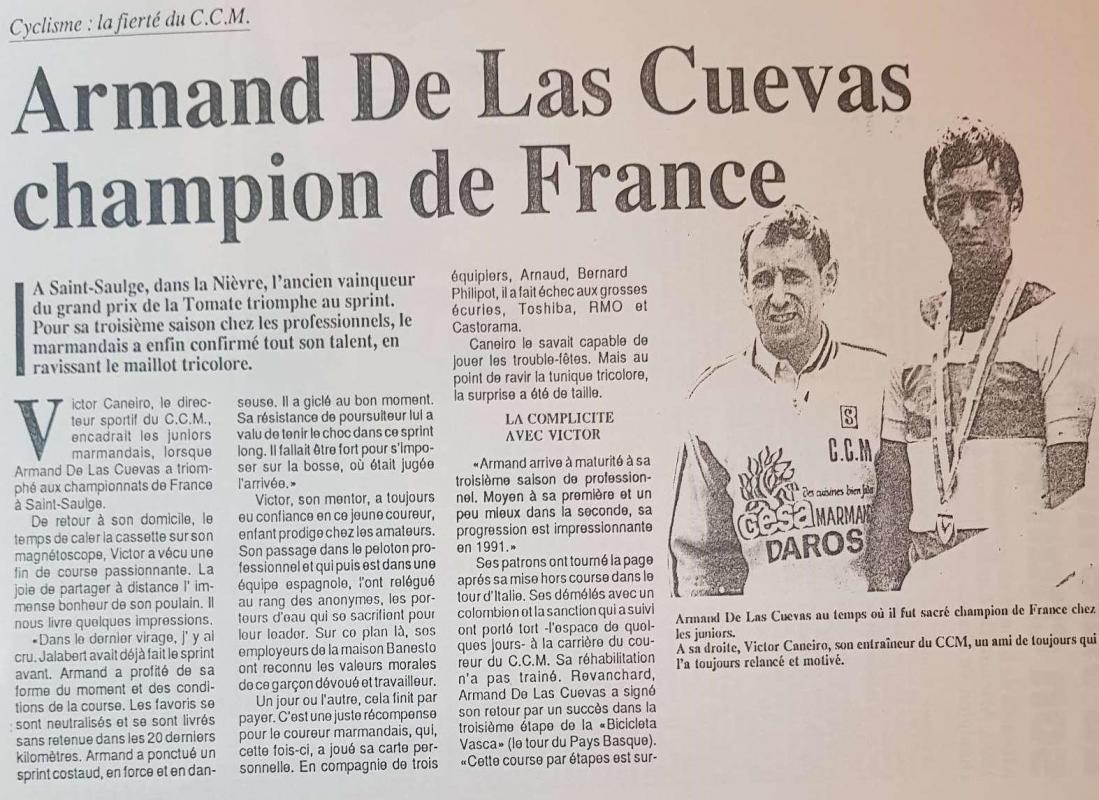 Cyclisme : la fierté du C.C.M.
Armand De Las Cuevas
champion de France
A Saint-Saulge, dans la Nièvre, l'ancien vainqueur
du grand prix de la Tomate triomphe au sprint.
Pour sa troisième saison chez les professionnels, le
marmandais a enfin confirmé tout son talent, en
ravissant le maillot tricolore.
Victor Caneiro, le direc-
teur sportif du C.C.M.,
encadrait les juniors
marmandais, lorsque
Armand De Las Cuevas a triom-
phé aux championnats de France
à Saint-Saulge.
De retour à son domicile, le
temps de caler la cassette sur son
magnétoscope, Victor a vécu une
fin de course passionnante. La
joie de partager à distance l' im-
mense bonheur de son poulain. Il
nous livre quelques impressions.
«Dans le dernier virage, j' y ai
cru. Jalabert avait déjà fait le sprint
avant. Armand a profité de sa
forme du moment et des condi-
tions de la course. Les favoris se
sont neutralisés et se sont livrés
sans retenue dans les 20 derniers
kilomètres. Armand a ponctué un
sprint costaud, en force et en dan-
seuse. Il a giclé au bon moment.
Sa résistance de poursuiteur lui a
valu de tenir le choc dans ce sprint
long. Il fallait être fort pour s'impo-
ser sur la bosse, où était jugée
l'arrivée.»
Victor, son mentor, a toujours
eu confiance en ce jeune coureur,
enfant prodige chez les amateurs.
Son passage dans le peloton pro-
fessionnel et qui puis est dans une
équipe espagnole, l'ont relégué
au rang des anonymes, les por-
teurs d'eau qui se sacrifient pour
leur leader. Sur ce plan là, ses
employeurs de la maison Banesto
ont reconnu les valeurs morales
de ce garçon dévoué et travailleur.
Un jour ou l'autre, cela finit par
payer. C'est une juste récompense
pour le coureur marmandais, qui,
cette fois-ci, a joué sa carte per-
sonnelle. En compagnie de trois
équipiers, Arnaud, Bernard
Philipot, il a fait échec aux grosses
écuries, Toshiba, RMO et
Castorama.
Caneiro le savait capable de
jouer les trouble-fêtes. Mais au
point de ravir la tunique tricolore,
la surprise a été de taille.
LA COMPLICITE
AVEC VICTOR
«Armand arrive à maturité à sa
troisième saison de profession-
nel. Moyen à sa première et un
peu mieux dans la seconde, sa
progression est impressionnante
en 1991.»
Ses patrons ont tourné la page
aprés sa mise hors course dans le
tour d'Italie. Ses démélés avec un
colombien et la sanction qui a suivi
ont porté tort -l'espace de quel-
ques jours- à la carrière du cou-
reur du C.C.M. Sa réhabilitation
n'a pas trainé. Revanchard,
Armand De Las Cuevas a signé
son retour par un succès dans la
troisième étape de la «Bicicleta
Vasca» (le tour du Pays Basque).
«Cette course par étapes est sur-
S
C.C.M
Des cuisines bien faites
cesa MARMANDE
DAROS
Armand De Las Cuevas au temps où il fut sacré champion de France chez
les juniors.
A sa droite, Victor Caneiro, son entraîneur du CCM, un ami de toujours qui
l'a toujours relancé et motivé.